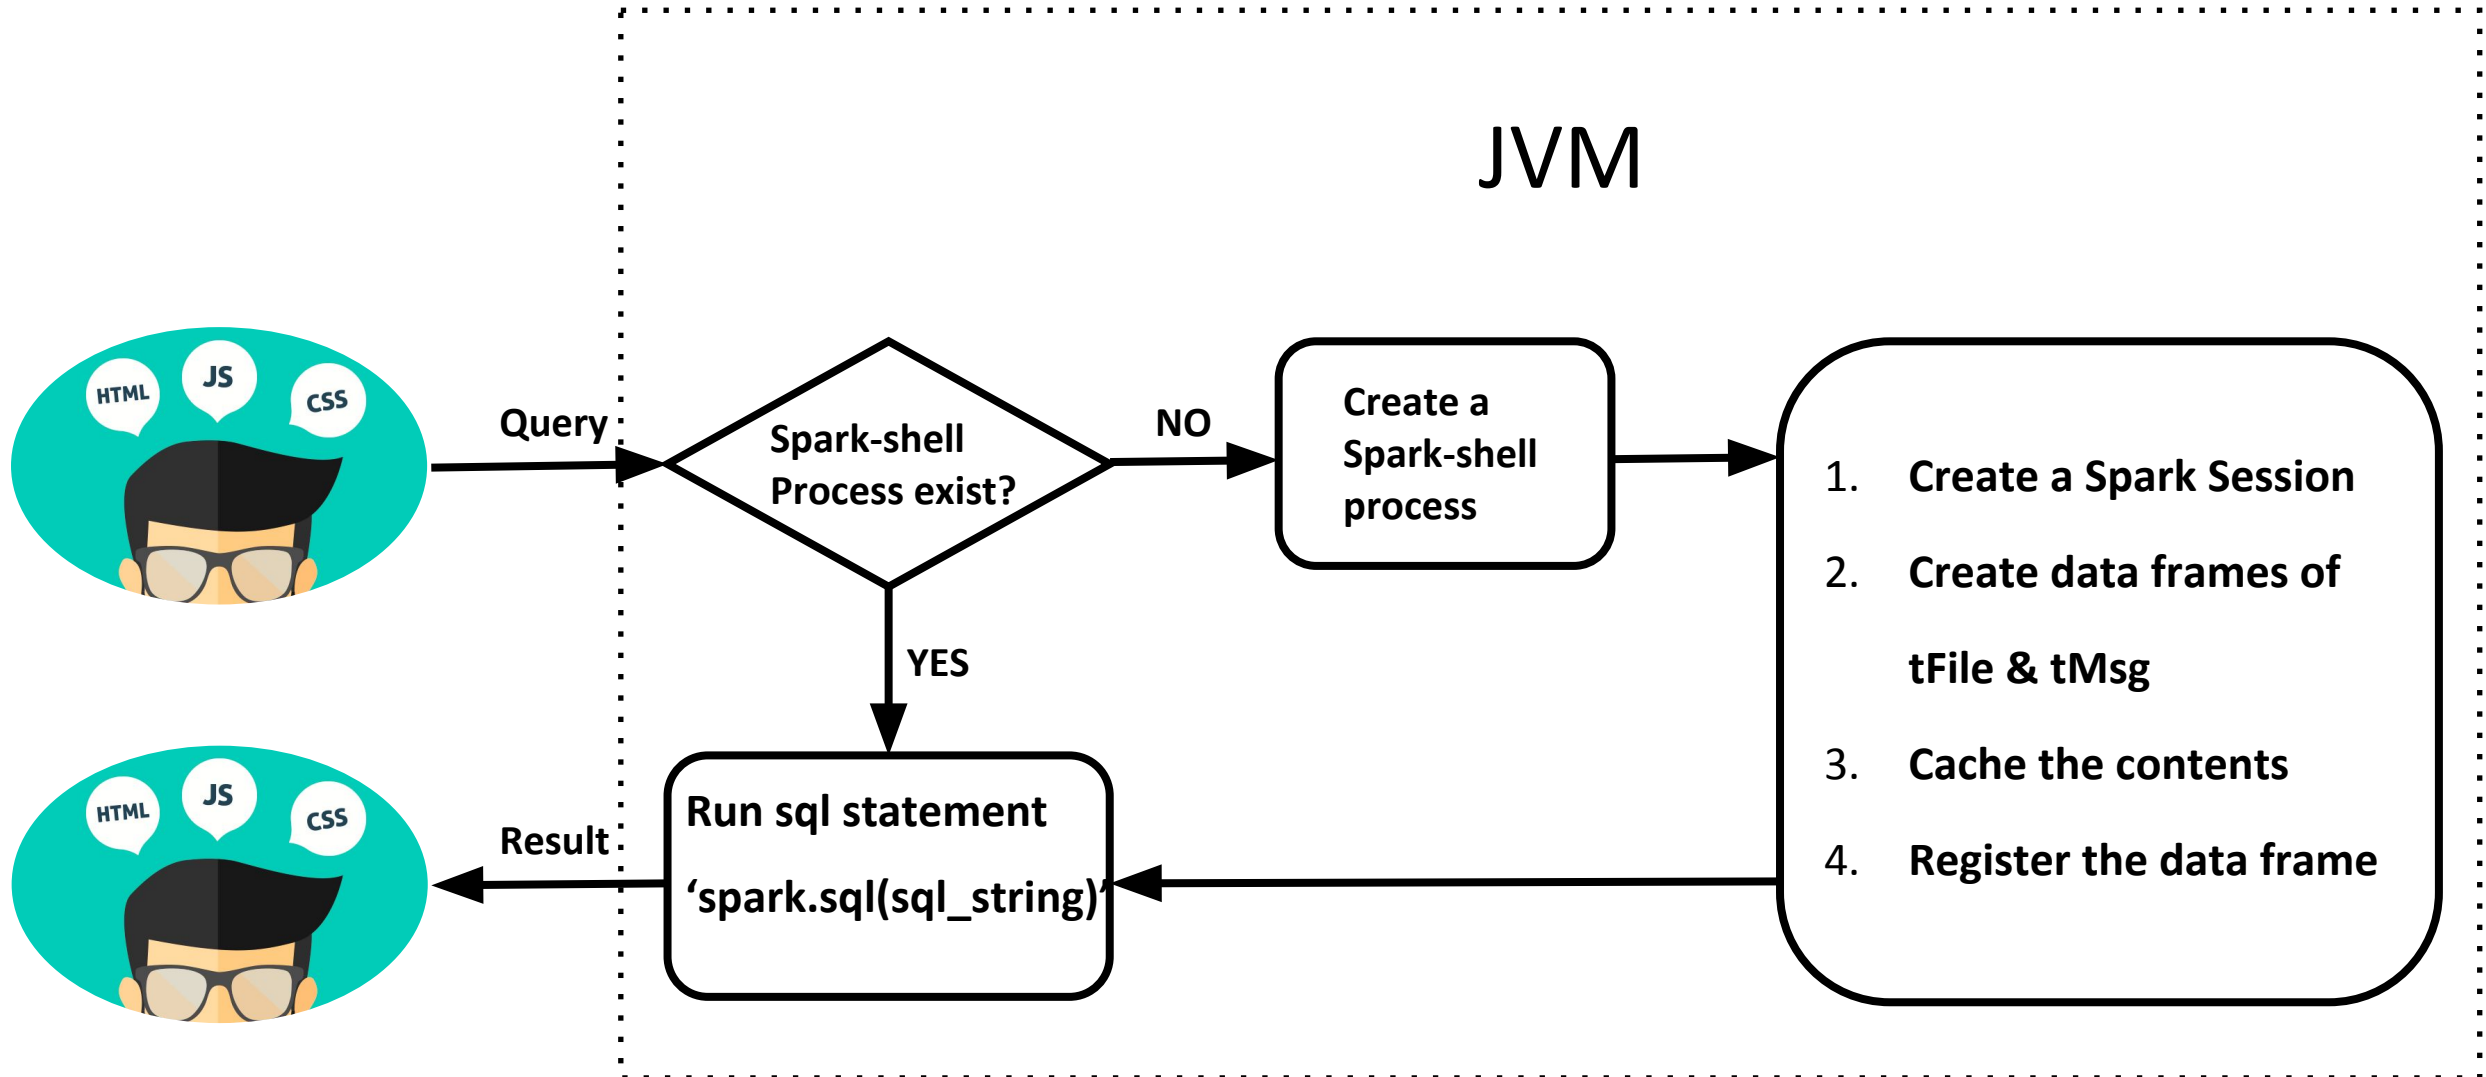 JVM
HTML
JS
CSS
Query
Spark-shell
Process exist?
NO
Create a
Spark-shell
process
YES
1. Create a Spark Session
2. Create data frames of
tFile & tMsg
3. Cache the contents
4. Register the data frame
HTML
JS
CSS
Result
Run sql statement
‘spark.sql(sql_string)’